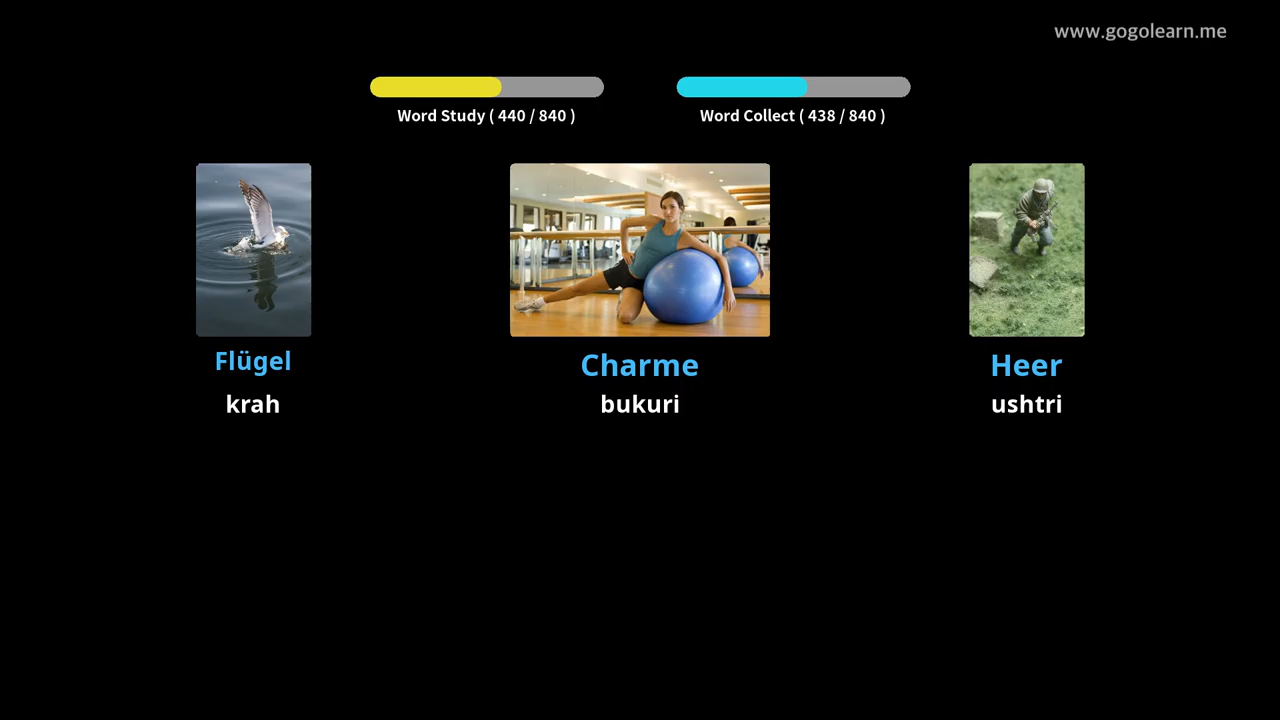 www.gogolearn.me
Word Study ( 440 / 840 )
Word Collect ( 438 / 840 )
Flügel
Charme
Heer
krah
bukuri
ushtri